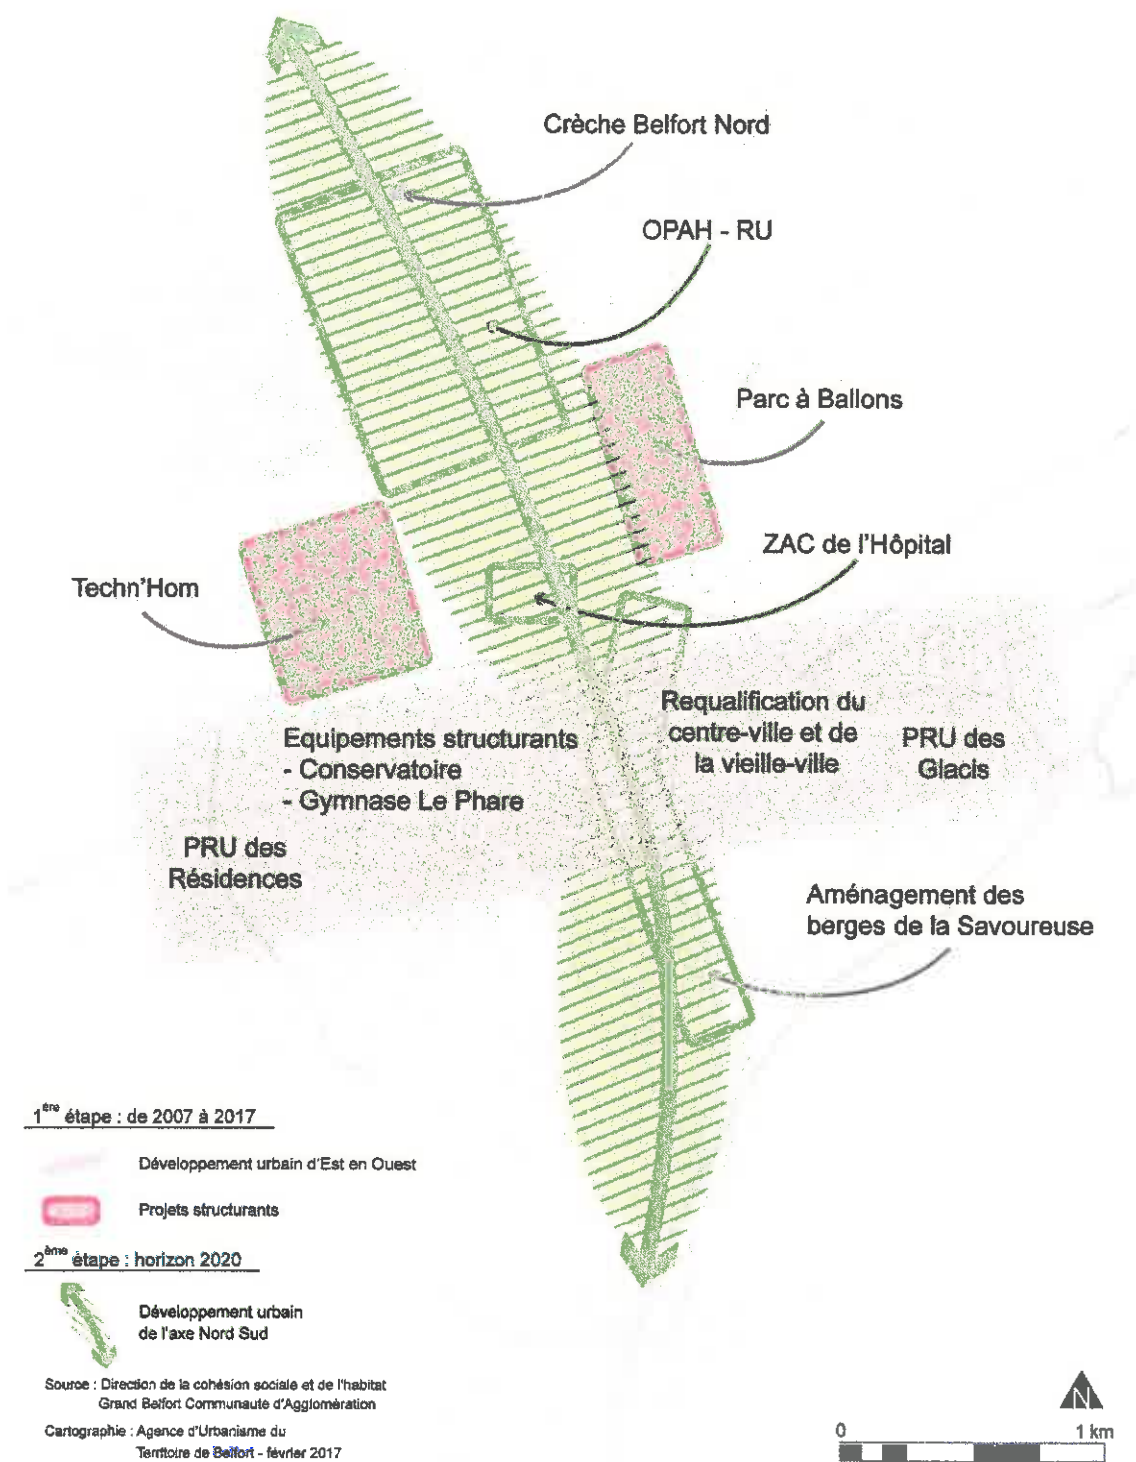 Crèche Belfort Nord
OPAH - RU
Parc à Ballons
ZAC de l'Hôpital
Techn'Hom
Requalification du
centre-ville et de
la vieille-ville
PRU des
Glacis
Equipements structurants
- Conservatoire
- Gymnase Le Phare
PRU des
Résidences
Aménagement des
berges de la Savoureuse
1ère étape : de 2007 à 2017
Développement urbain d'Est en Ouest
Projets structurants
2ème étape : horizon 2020
Développement urbain
de l'axe Nord Sud
Source : Direction de la cohésion sociale et de l'habitat
Grand Belfort Communauté d'Agglomération
Cartographie : Agence d'Urbanisme du
Territoire de Belfort - février 2017
N
0 1 km